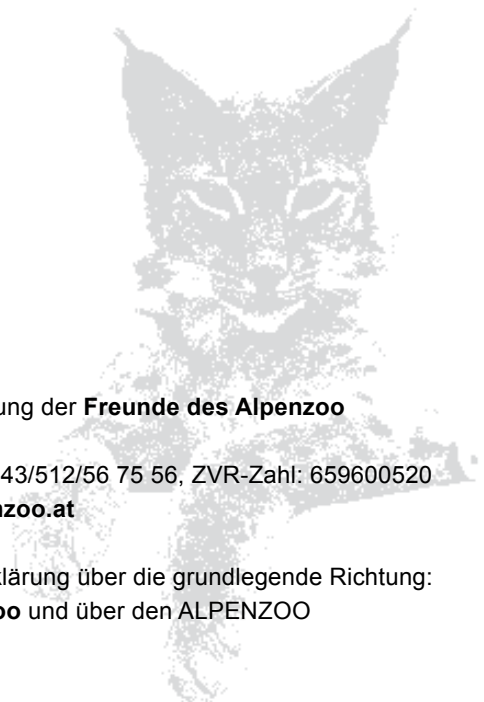 ung der Freunde des Alpenzoo
43/512/56 75 56, ZVR-Zahl: 659600520
nzoo.at
klärung über die grundlegende Richtung:
oo und über den ALPENZOO